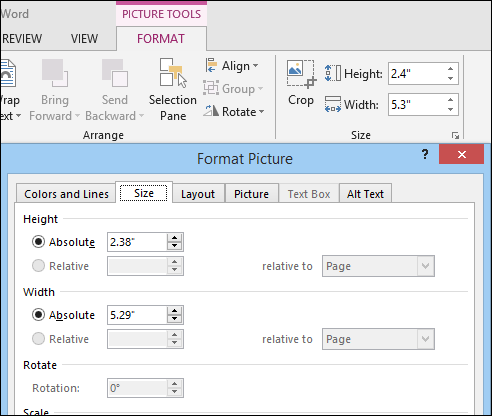 Word
PICTURE TOOLS
REVIEW VIEW FORMAT
Align
Group
Rotate
Bring Forward
Send Backward
Selection Pane
Arrange
Crop
Height: 2.4"
Width: 5.3"
Size
Format Picture
? ×
Colors and Lines Size Layout Picture Text Box Alt Text
Height
Absolute 2.38"
Relative relative to Page
Width
Absolute 5.29"
Relative relative to Page
Rotate
Rotation: 0°
Scale